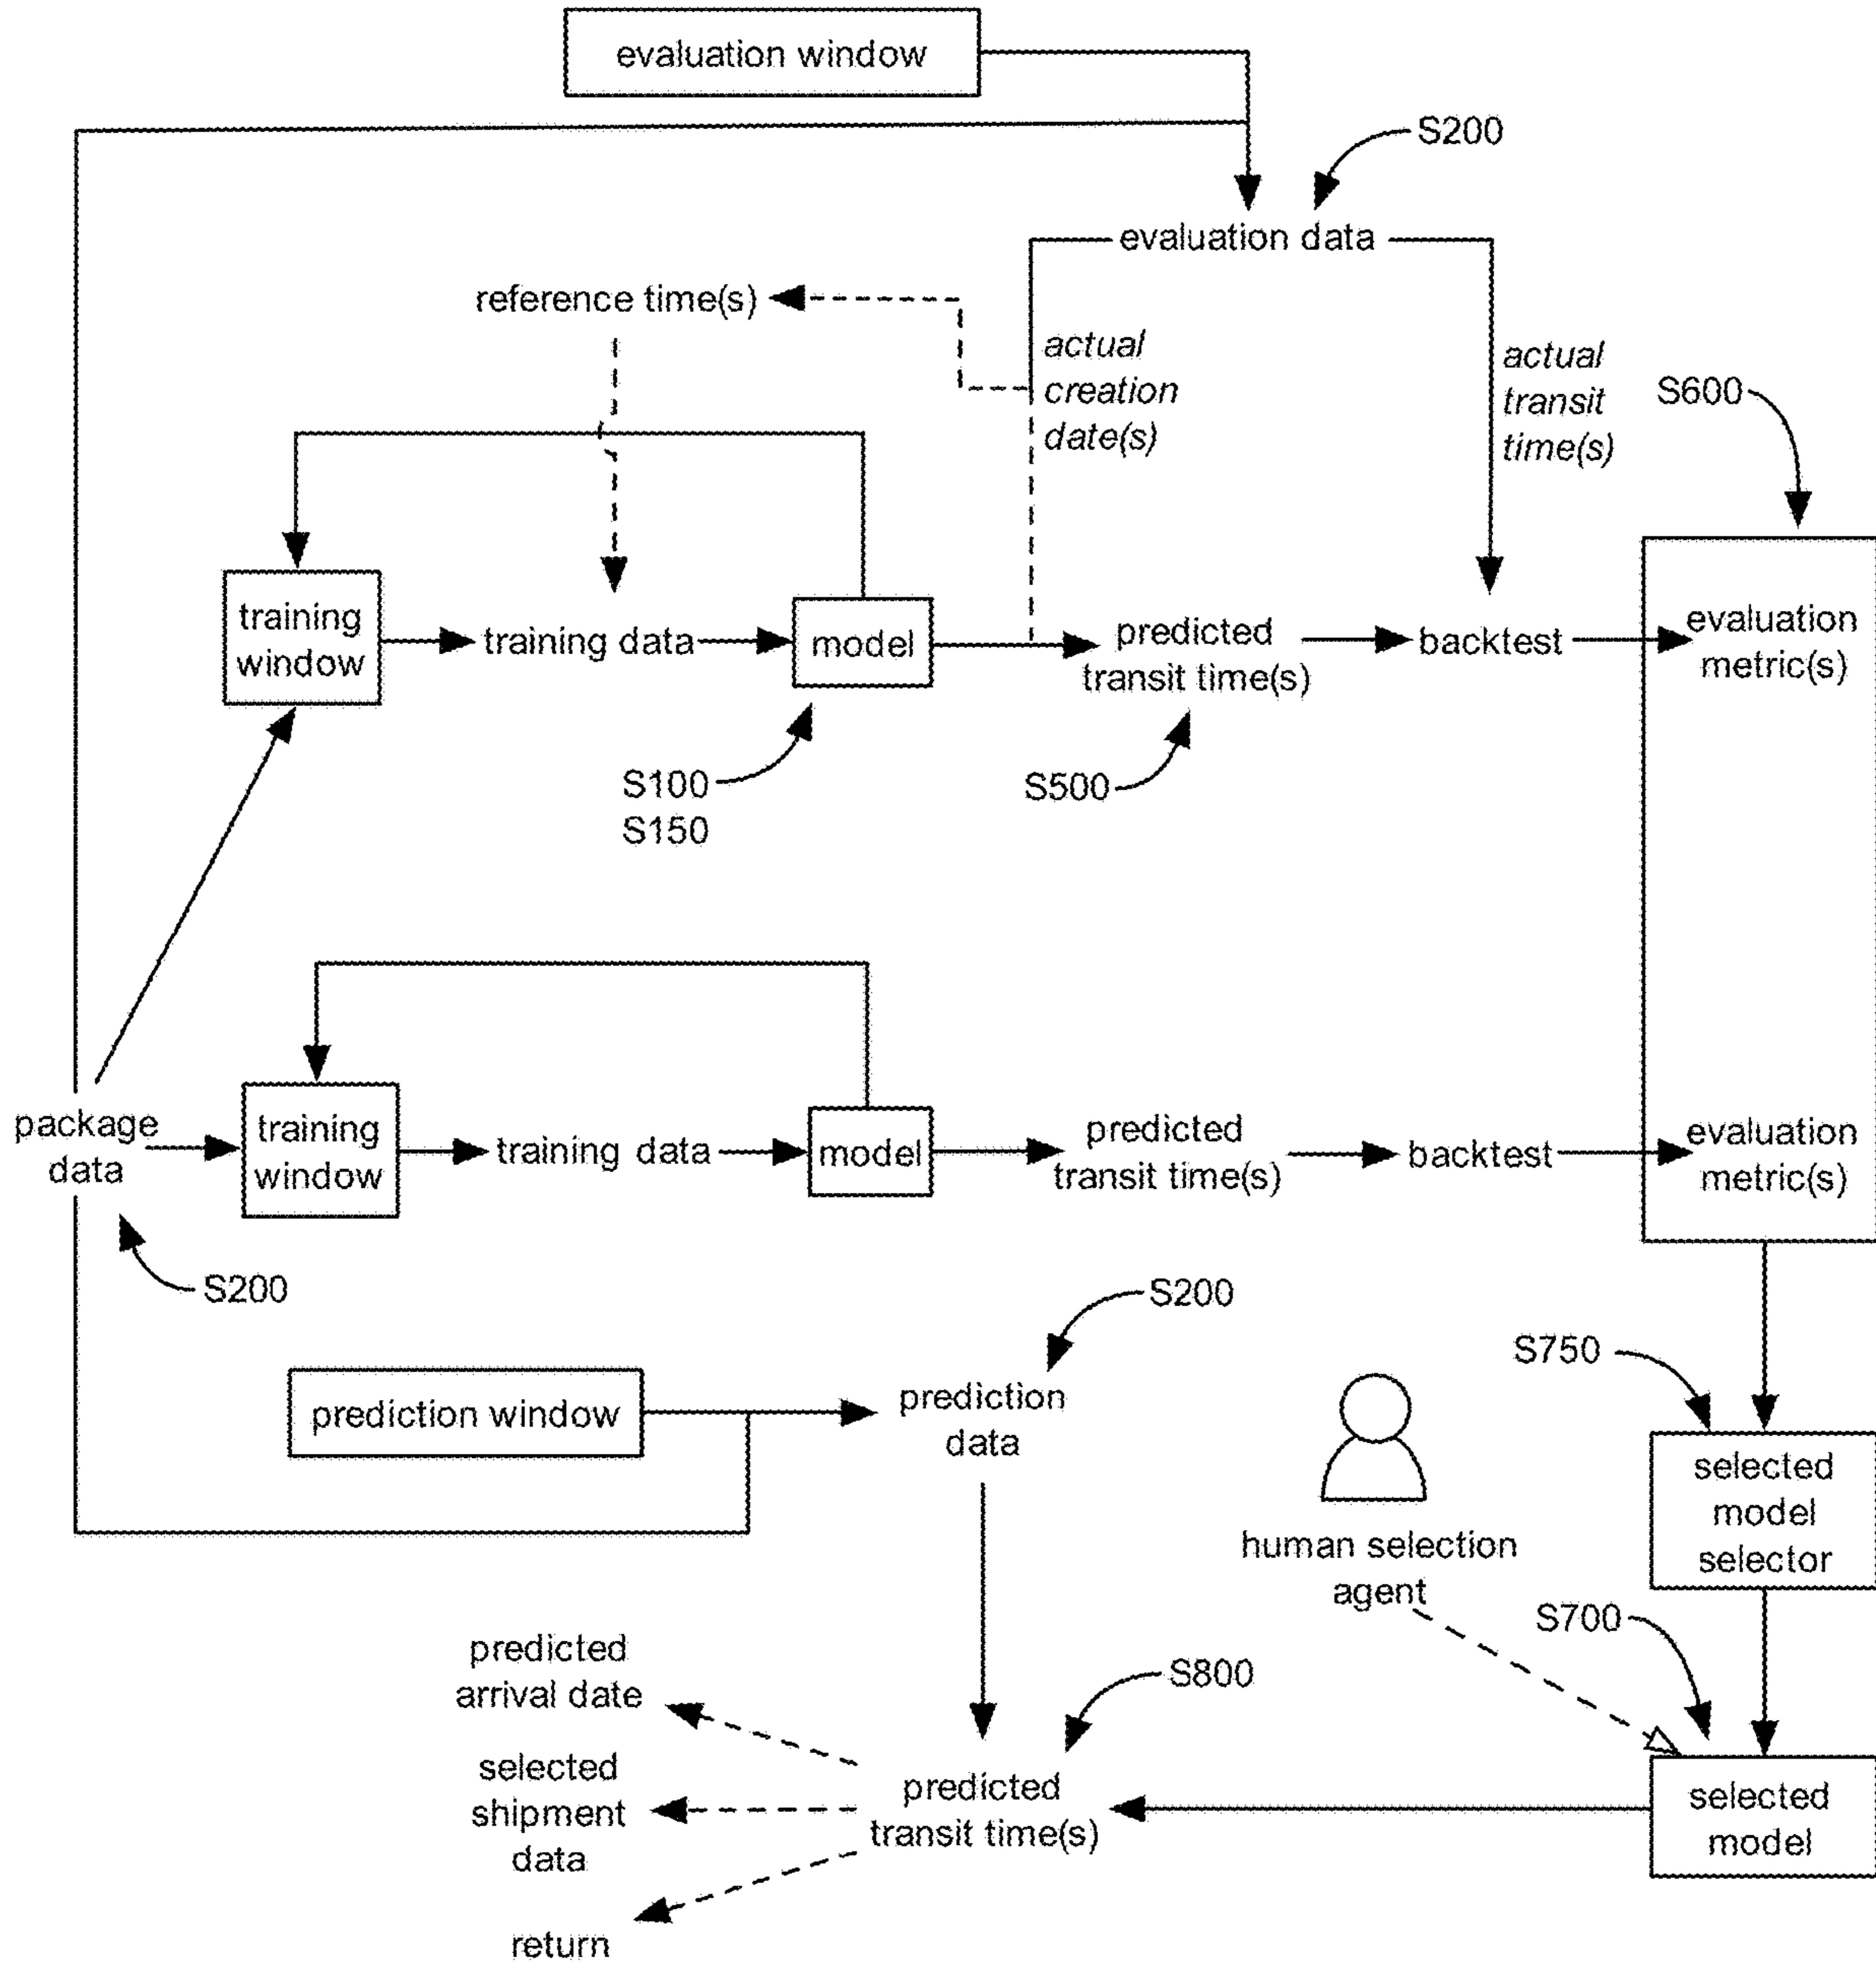 evaluation window
S200
evaluation data
reference time(s)
actual
creation
date(s)
actual
transit
time(s)
S600
training
window
training data
model
predicted
transit time(s)
backtest
evaluation
metric(s)
S100
S150
S500
package
data
training
window
training data
model
predicted
transit time(s)
backtest
evaluation
metric(s)
S200
S200
prediction window
prediction
data
S750
selected
model
selector
human selection
agent
S700
predicted
arrival date
S800
selected
shipment
data
predicted
transit time(s)
selected
model
return